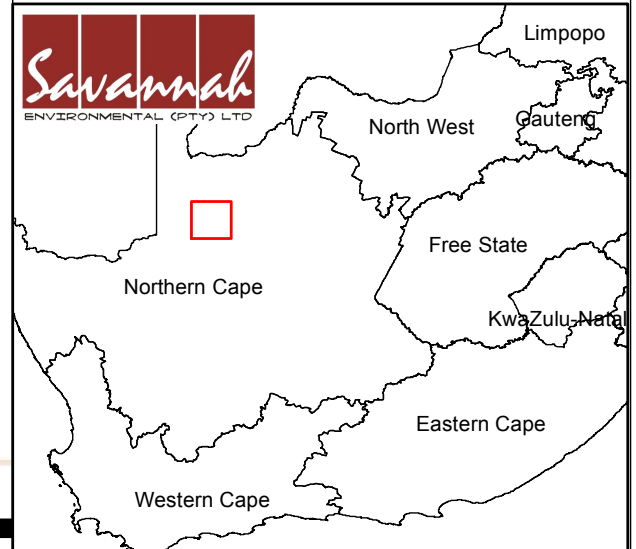 Savannah
ENVIRONMENTAL (PTY) LTD
Limpopo
North West
Gauteng
Free State
Northern Cape
KwaZulu-Natal
Eastern Cape
Western Cape